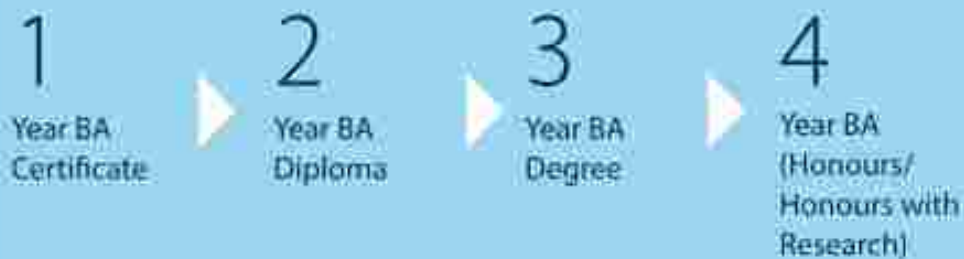 1
Year BA
Certificate
2
Year BA
Diploma
3
Year BA
Degree
4
Year BA
(Honours/
Honours with
Research)